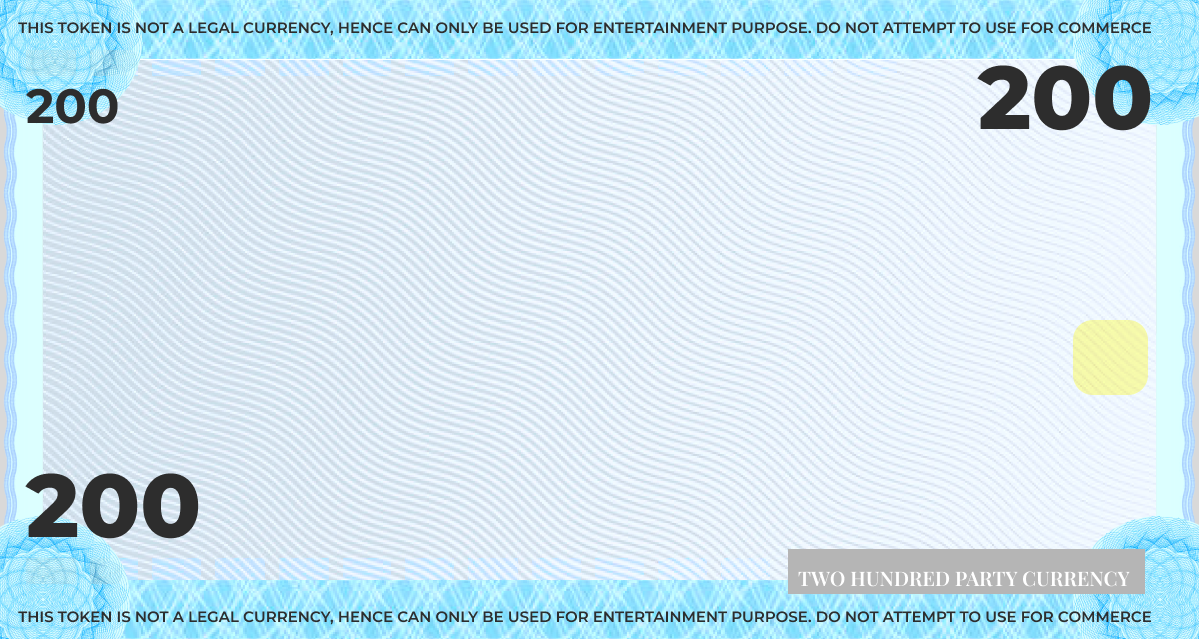 THIS TOKEN IS NOT A LEGAL CURRENCY, HENCE CAN ONLY BE USED FOR ENTERTAINMENT PURPOSE. DO NOT ATTEMPT TO USE FOR COMMERCE
200
200
200
TWO HUNDRED PARTY CURRENCY
THIS TOKEN IS NOT A LEGAL CURRENCY, HENCE CAN ONLY BE USED FOR ENTERTAINMENT PURPOSE. DO NOT ATTEMPT TO USE FOR COMMERCE